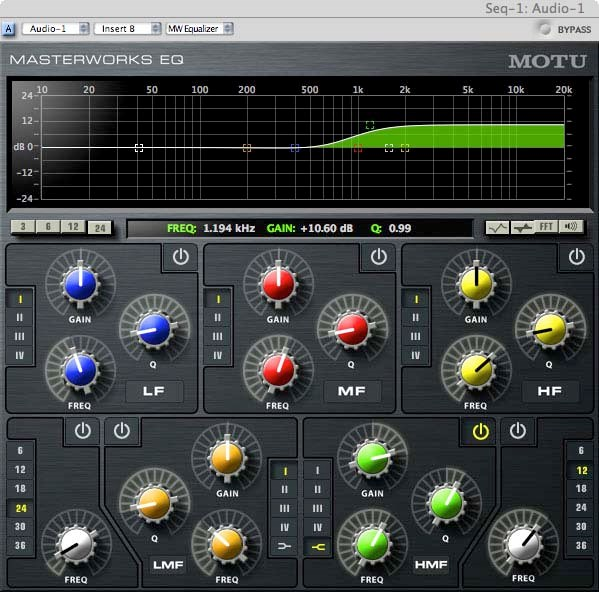 Seq-1: Audio-1
A Audio-1 Insert 8 MW Equalizer BYPASS
MASTERWORKS EQ MOTU
10 20 50 100 200 500 1k 2k 5k 10k 20k
24
12
dB 0
-12
-24
3 6 12 24 FREQ: 1.194 kHz GAIN: +10.60 dB Q: 0.99 FFT
I II III IV GAIN Q FREQ LF
I II III IV GAIN Q FREQ MF
I II III IV GAIN Q FREQ HF
6 12 18 24 30 36 FREQ
GAIN Q FREQ LMF I II III IV
I II III IV GAIN Q FREQ HMF
FREQ 6 12 18 24 30 36